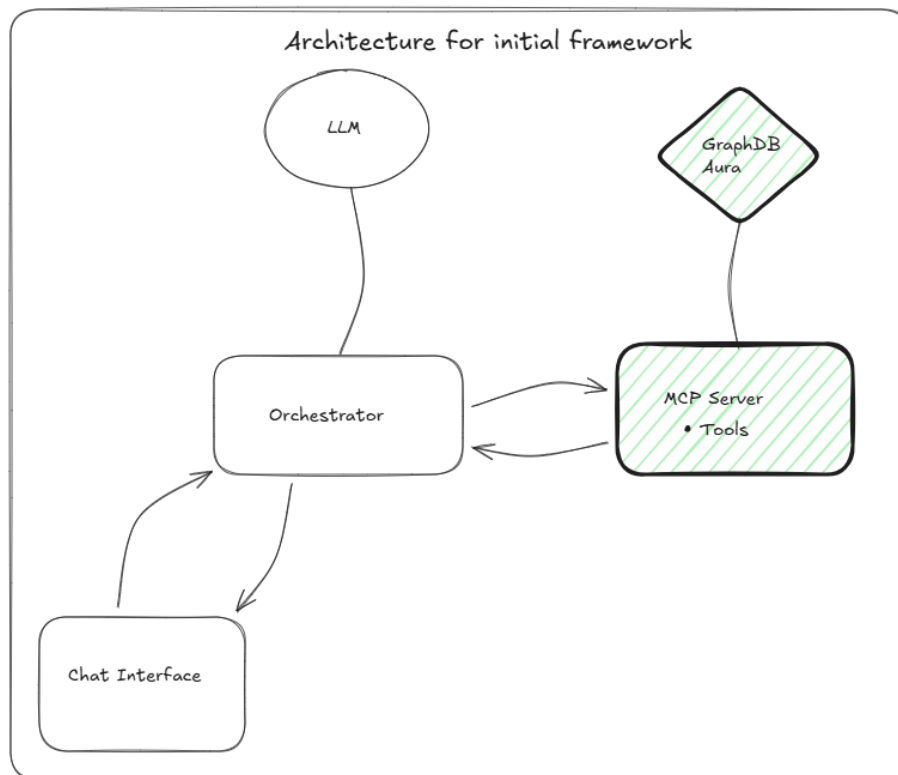 Architecture for initial framework
LLM
GraphDB
Aura
Orchestrator
MCP Server
• Tools
Chat Interface